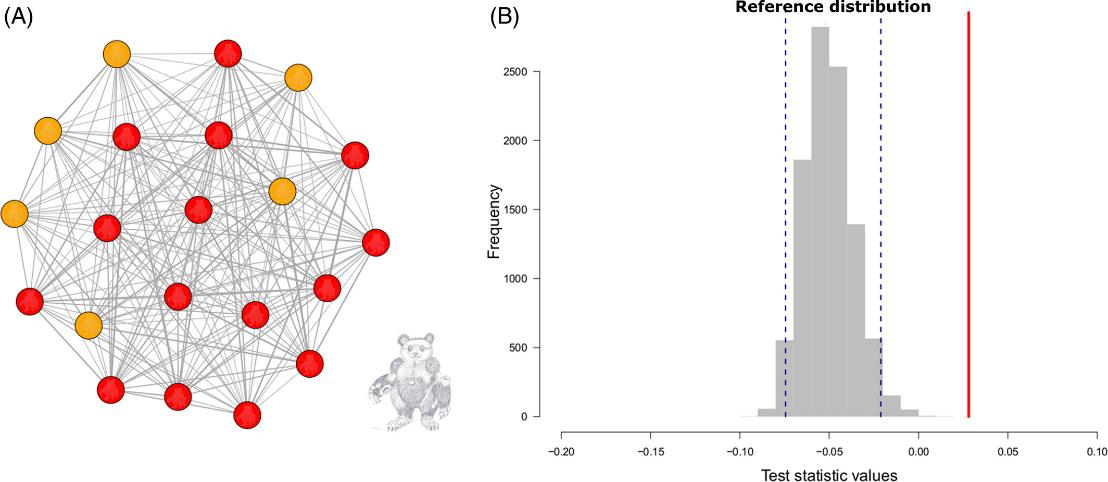 (A)
(B)
Reference distribution
Frequency
2500
2000
1500
1000
500
0
−0.20 −0.15 −0.10 −0.05 0.00 0.05 0.10
Test statistic values